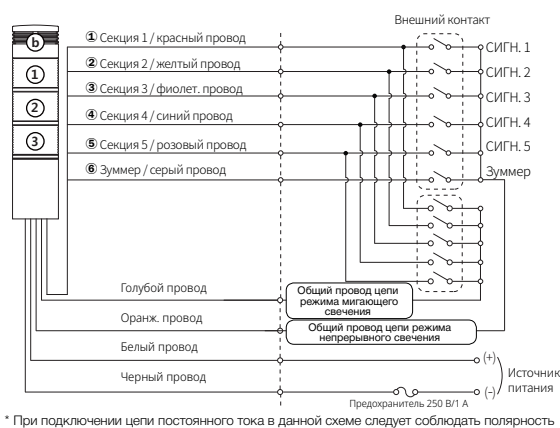 Внешний контакт
b
① Секция 1 / красный провод
СИГН. 1
② Секция 2 / желтый провод
СИГН. 2
1
③ Секция 3 / фиолет. провод
СИГН. 3
2
④ Секция 4 / синий провод
СИГН. 4
3
⑤ Секция 5 / розовый провод
СИГН. 5
⑥ Зуммер / серый провод
Зуммер
Голубой провод
Общий провод цепи
режима мигающего
свечения
Оранж. провод
Общий провод цепи режима
непрерывного свечения
Белый провод
(+)
Источник
питания
Черный провод
(-)
Предохранитель 250 В/1 А
* При подключении цепи постоянного тока в данной схеме следует соблюдать полярность